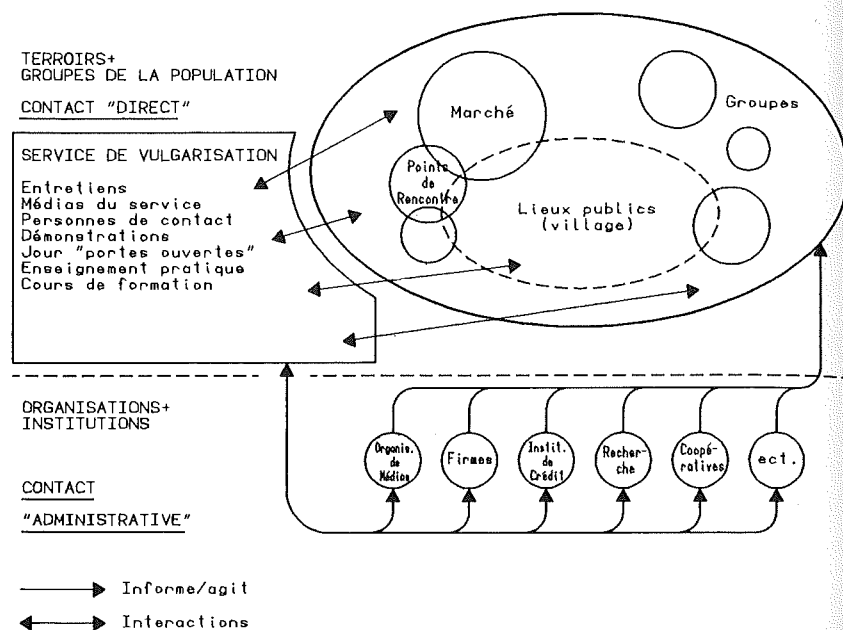 TERROIRS+
GROUPES DE LA POPULATION
CONTACT "DIRECT"
SERVICE DE VULGARISATION
Entretiens
Médias du service
Personnes de contact
Démonstrations
Jour "portes ouvertes"
Enseignement pratique
Cours de formation
Marché
Groupes
Points
de
Rencontre
Lieux publics
(village)
ORGANISATIONS+
INSTITUTIONS
CONTACT
"ADMINISTRATIVE"
Organis.
de
Médias
Firmes
Instit.
de
Crédit
Recher-
che
Coopé-
ratives
ect.
Informe/agit
Interactions